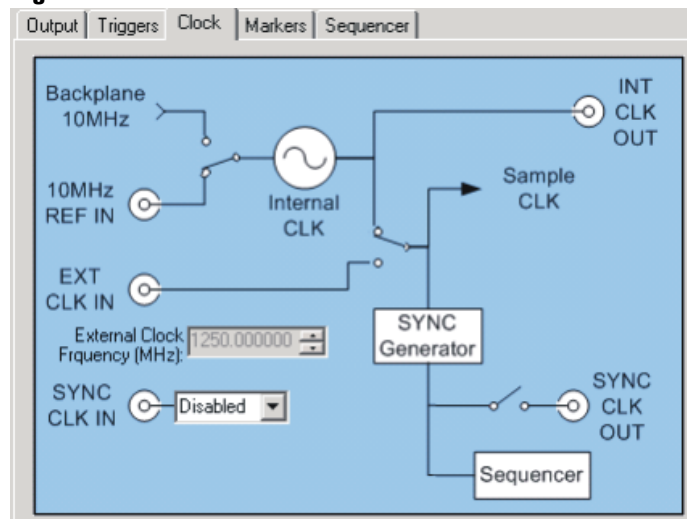 Output Triggers Clock Markers Sequencer
Backplane
10MHz
INT
CLK
OUT
10MHz
REF IN
Internal
CLK
Sample
CLK
EXT
CLK IN
External Clock
Frquency (MHz):
1250.000000
SYNC
Generator
SYNC
CLK IN
Disabled
SYNC
CLK
OUT
Sequencer